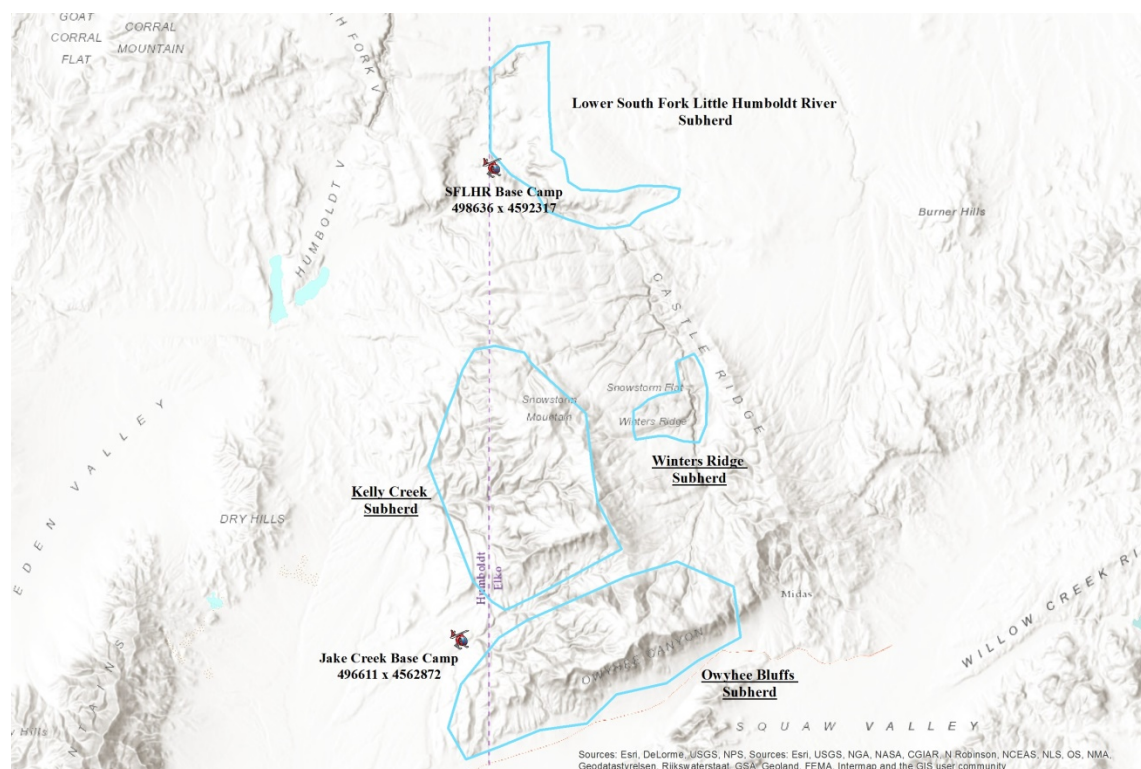 GOAT
CORRAL
FLAT
CORRAL
MOUNTAIN
FORK V
Lower South Fork Little Humboldt River
Subherd
SFLHR Base Camp
498636 x 4592317
HUMBOLDT V
Burner Hills
CASTLE RIDGE
Snowstorm
Mountain
Snowstorm Flat
Winters Ridge
Winters Ridge
Subherd
Kelly Creek
Subherd
EDEN VALLEY
DRY HILLS
Humboldt
Elko
Midas
WILLOW CREEK
Jake Creek Base Camp
496611 x 4562872
OWYHEE CANYON
Owyhee Bluffs
Subherd
SQUAW VALLEY
Hills
Sources: Esri, DeLorme, USGS, NPS, Sources: Esri, USGS, NGA, NASA, CGIAR, N Robinson, NCEAS, NLS, OS, NMA,
Geodatastyrelsen, Rijkswaterstaat, GSA, Geoland, FEMA, Intermap and the GIS user community